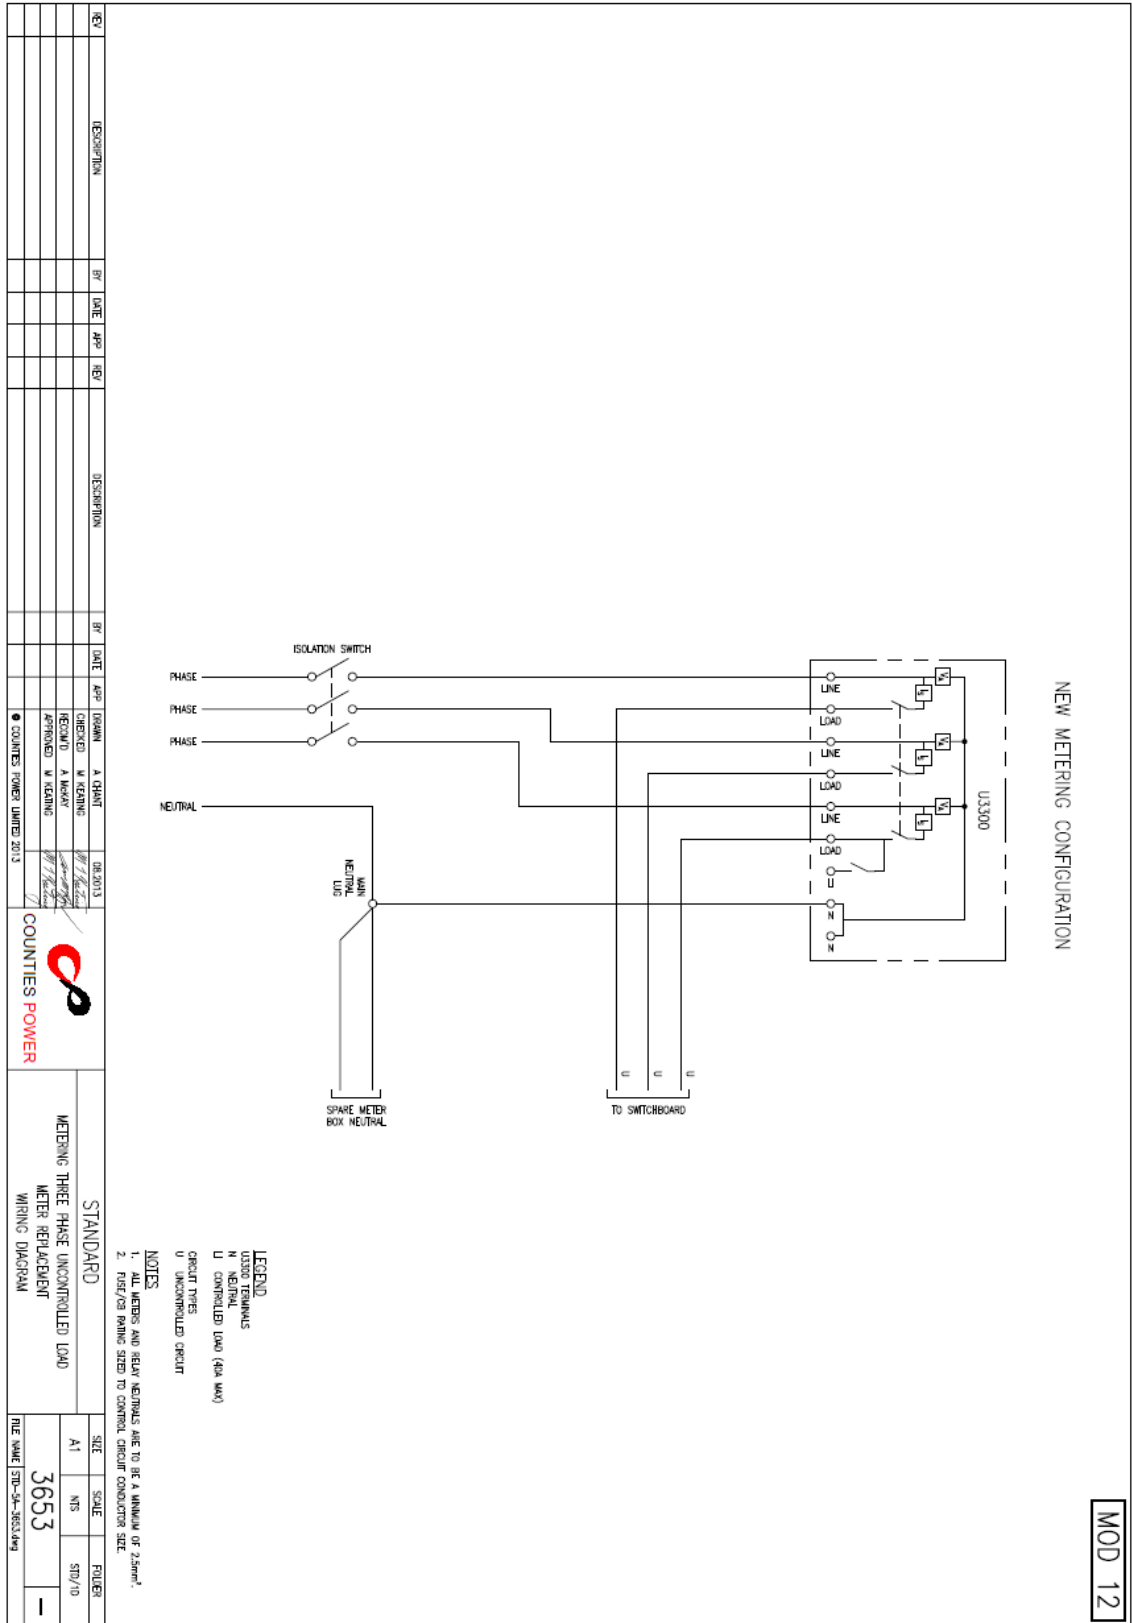 MOD 12
NEW METERING CONFIGURATION
U3300
ISOLATION SWITCH
PHASE
PHASE
PHASE
NEUTRAL
MAIN
NEUTRAL
LUG
LINE
LOAD
LINE
LOAD
LINE
LOAD
N
N
U
U
U
TO SWITCHBOARD
SPARE METER
BOX NEUTRAL
LEGEND
U3300 TERMINALS
N NEUTRAL
LI CONTROLLED LOAD (40A MAX)
CIRCUIT TYPES
U UNCONTROLLED CIRCUIT
NOTES
1. ALL METERS AND RELAY NEUTRALS ARE TO BE A MINIMUM OF 2.5mm².
2. FUSE/CB RATING SIZED TO CONTROL CIRCUIT CONDUCTOR SIZE.
REV DESCRIPTION BY DATE APP REV DESCRIPTION BY DATE APP
DRAWN A CHANT 08.2013
CHECKED M KEATING
RECOM'D A McKAY
APPROVED M KEATING
© COUNTIES POWER LIMITED 2013
COUNTIES POWER
STANDARD
METERING THREE PHASE UNCONTROLLED LOAD
METER REPLACEMENT
WIRING DIAGRAM
SIZE SCALE FOLDER
A1 NTS STD/1D
3653 –
FILE NAME STD-5A-3653.dwg